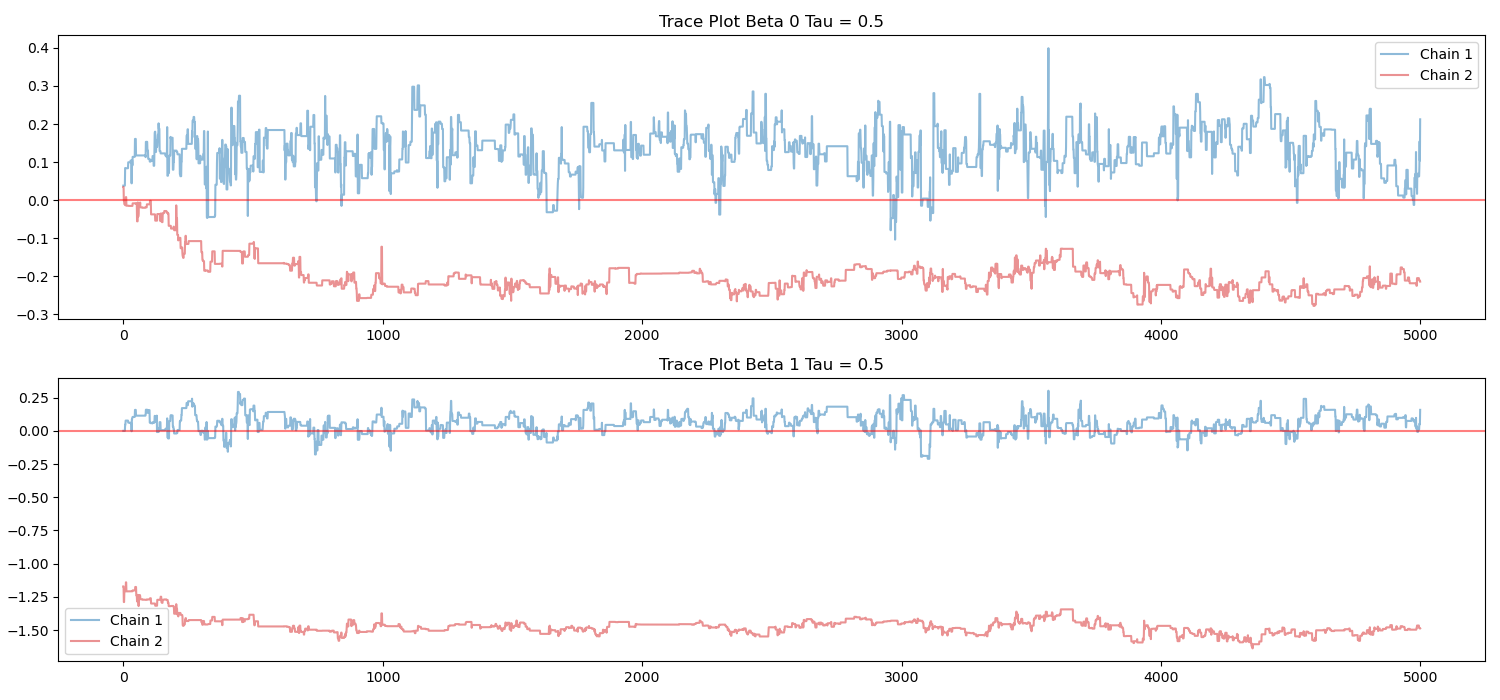 Trace Plot Beta 0 Tau = 0.5
0.4
0.3
0.2
0.1
0.0
−0.1
−0.2
−0.3
Chain 1
Chain 2
0 1000 2000 3000 4000 5000
Trace Plot Beta 1 Tau = 0.5
0.25
0.00
−0.25
−0.50
−0.75
−1.00
−1.25
−1.50
Chain 1
Chain 2
0 1000 2000 3000 4000 5000